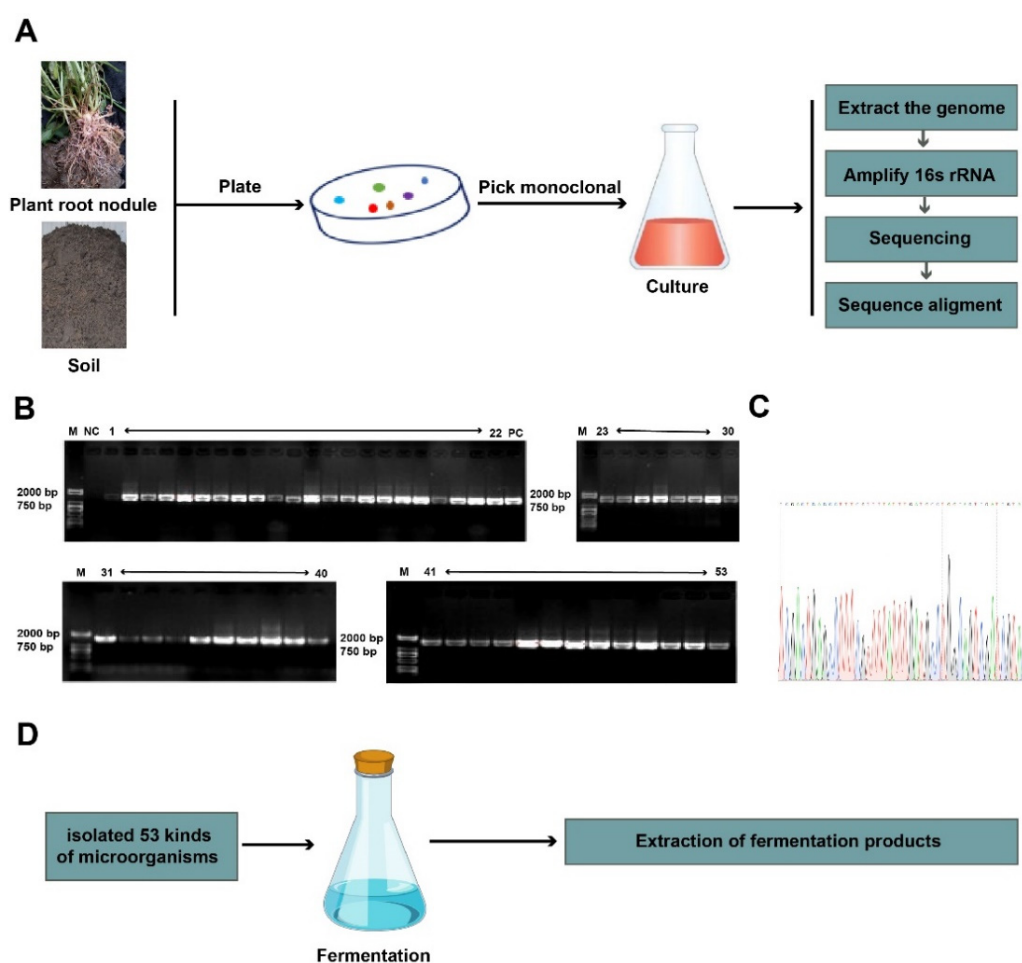 A
Plant root nodule
Soil
Plate
Pick monoclonal
Culture
Extract the genome
Amplify 16s rRNA
Sequencing
Sequence aligment
B
M NC 1 22 PC
2000 bp
750 bp
M 23 30
2000 bp
750 bp
M 31 40
2000 bp
750 bp
M 41 53
2000 bp
750 bp
C
D
isolated 53 kinds
of microorganisms
Fermentation
Extraction of fermentation products